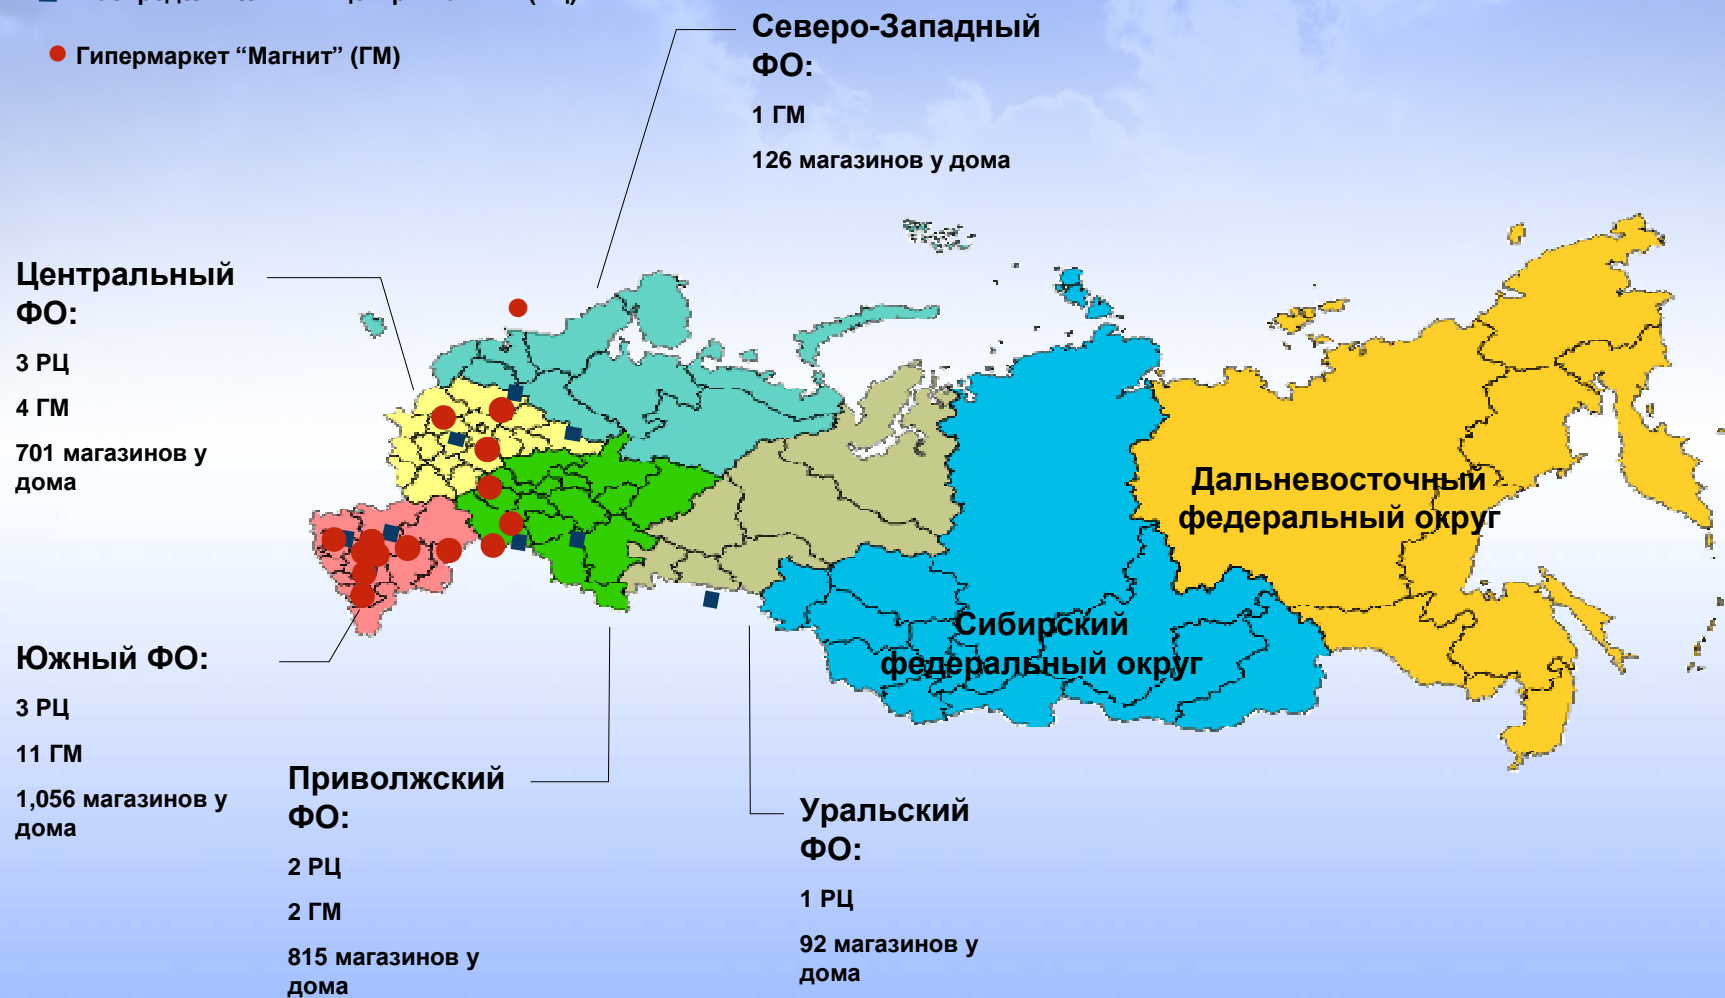 Гипермаркет “Магнит” (ГМ)
Северо-Западный
ФО:
1 ГМ
126 магазинов у дома
Центральный
ФО:
3 РЦ
4 ГМ
701 магазинов у
дома
Дальневосточный
федеральный округ
Сибирский
федеральный округ
Южный ФО:
3 РЦ
11 ГМ
1,056 магазинов у
дома
Приволжский
ФО:
2 РЦ
2 ГМ
815 магазинов у
дома
Уральский
ФО:
1 РЦ
92 магазинов у
дома